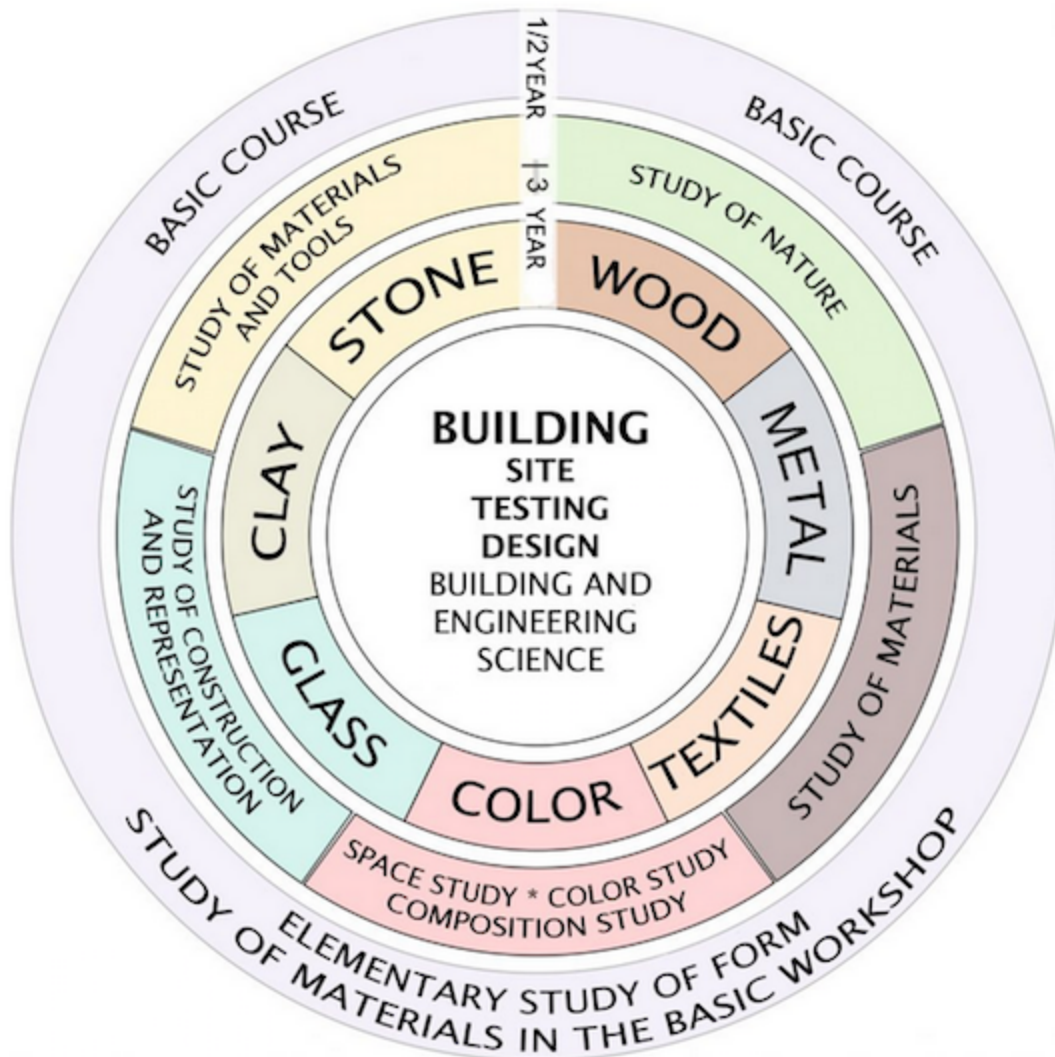 1/2 YEAR
3 YEAR
BASIC COURSE
BASIC COURSE
STUDY OF MATERIALS
AND TOOLS
STUDY OF NATURE
STUDY OF MATERIALS
SPACE STUDY * COLOR STUDY
COMPOSITION STUDY
STUDY OF CONSTRUCTION
AND REPRESENTATION
STONE
WOOD
METAL
TEXTILES
COLOR
GLASS
CLAY
BUILDING
SITE
TESTING
DESIGN
BUILDING AND
ENGINEERING
SCIENCE
ELEMENTARY STUDY OF FORM
STUDY OF MATERIALS IN THE BASIC WORKSHOP